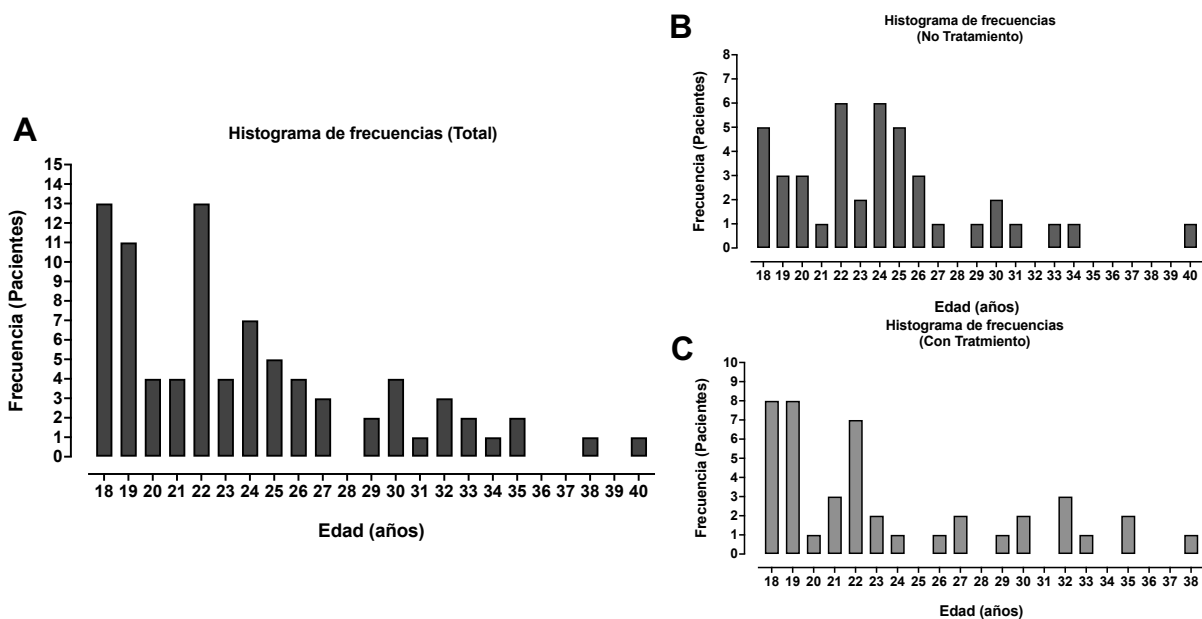 A
Histograma de frecuencias (Total)
Frecuencia (Pacientes)
15
14
13
12
11
10
9
8
7
6
5
4
3
2
1
0
18 19 20 21 22 23 24 25 26 27 28 29 30 31 32 33 34 35 36 37 38 40
Edad (años)
B
Histograma de frecuencias
(No Tratamiento)
Frecuencia (Pacientes)
8
7
6
5
4
3
2
1
0
18 19 20 21 22 23 24 25 26 27 28 29 30 31 32 33 34 35 36 37 38 39 40
Edad (años)
C
Histograma de frecuencias
(Con Tratmiento)
Frecuencia (Pacientes)
10
9
8
7
6
5
4
3
2
1
0
18 19 20 21 22 23 24 25 26 27 28 29 30 31 32 33 34 35 36 37 38
Edad (años)